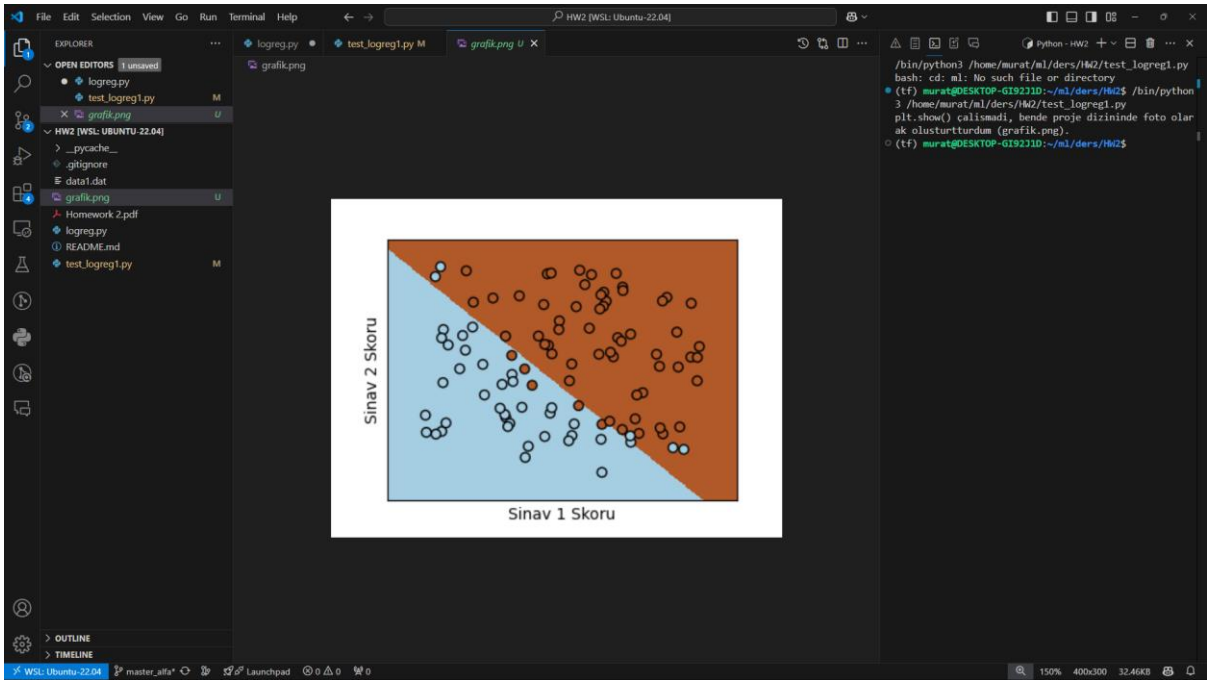 File Edit Selection View Go Run Terminal Help
HW2 [WSL: Ubuntu-22.04]
EXPLORER
OPEN EDITORS 1 unsaved
logreg.py
test_logreg1.py M
grafik.png U
HW2 [WSL: UBUNTU-22.04]
__pycache__
.gitignore
data1.dat
grafik.png U
Homework 2.pdf
logreg.py
README.md
test_logreg1.py M
OUTLINE
TIMELINE
logreg.py
test_logreg1.py M
grafik.png U
grafik.png
Sinav 2 Skoru
Sinav 1 Skoru
Python - HW2
/bin/python3 /home/murat/ml/ders/HW2/test_logreg1.py
bash: cd: ml: No such file or directory
(tf) murat@DESKTOP-GI92J1D:~/ml/ders/HW2$ /bin/python
3 /home/murat/ml/ders/HW2/test_logreg1.py
plt.show() çalismadi, bende proje dizininde foto olar
ak olusturtturdum (grafik.png).
(tf) murat@DESKTOP-GI92J1D:~/ml/ders/HW2$
WSL: Ubuntu-22.04 master_alfa* Launchpad 0 0 0
150% 400x300 32.46KB